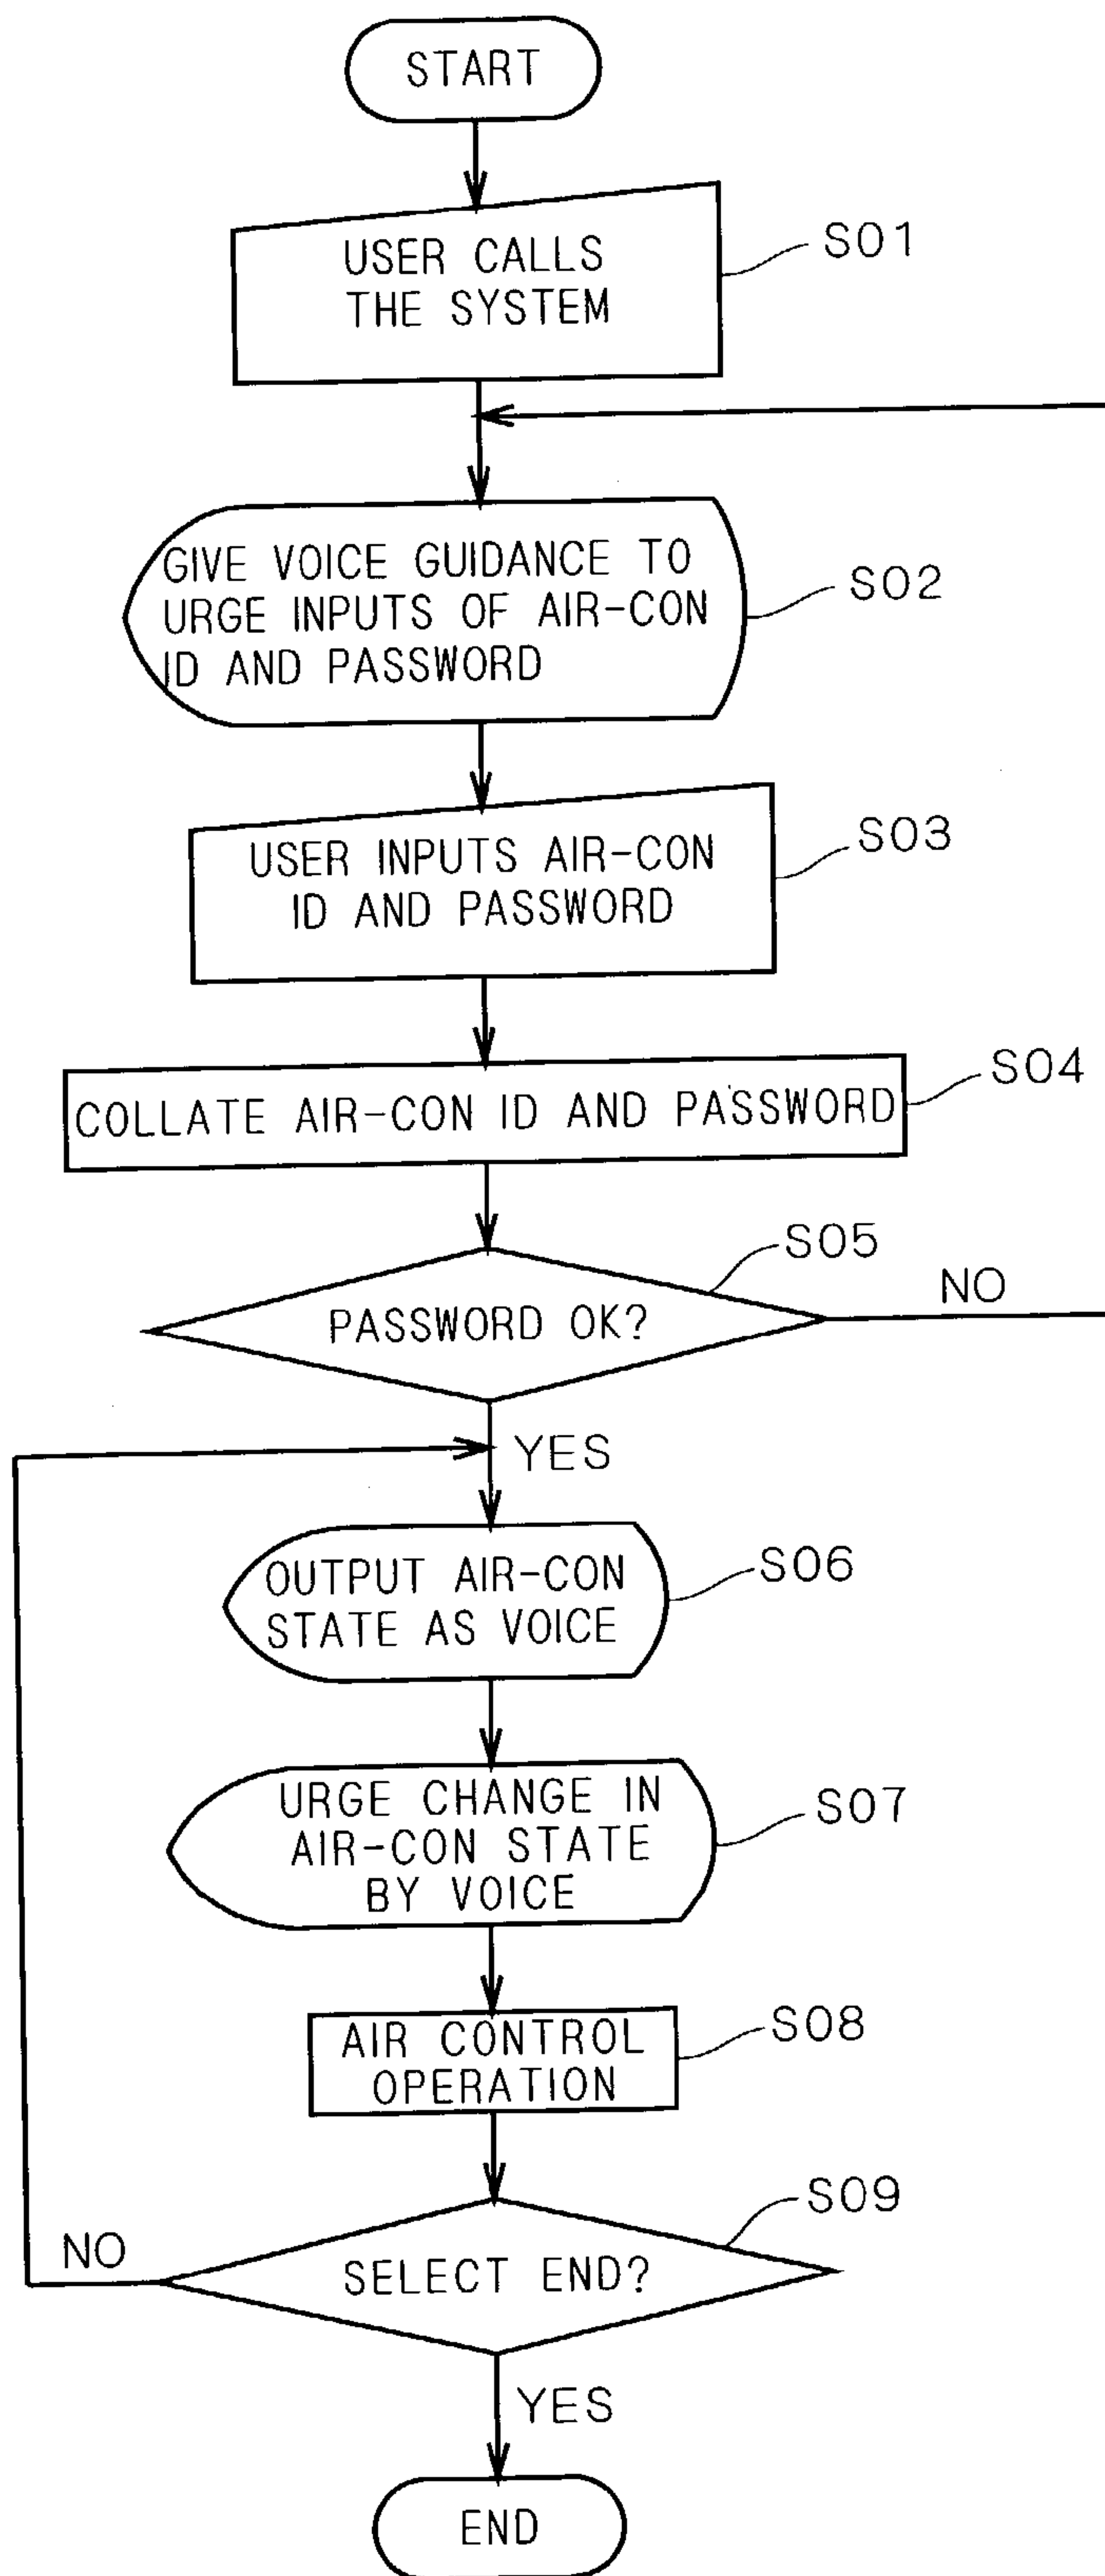 START
USER CALLS
THE SYSTEM
S01
GIVE VOICE GUIDANCE TO
URGE INPUTS OF AIR-CON
ID AND PASSWORD
S02
USER INPUTS AIR-CON
ID AND PASSWORD
S03
COLLATE AIR-CON ID AND PASSWORD
S04
PASSWORD OK?
S05
NO
YES
OUTPUT AIR-CON
STATE AS VOICE
S06
URGE CHANGE IN
AIR-CON STATE
BY VOICE
S07
AIR CONTROL
OPERATION
S08
SELECT END?
S09
NO
YES
END